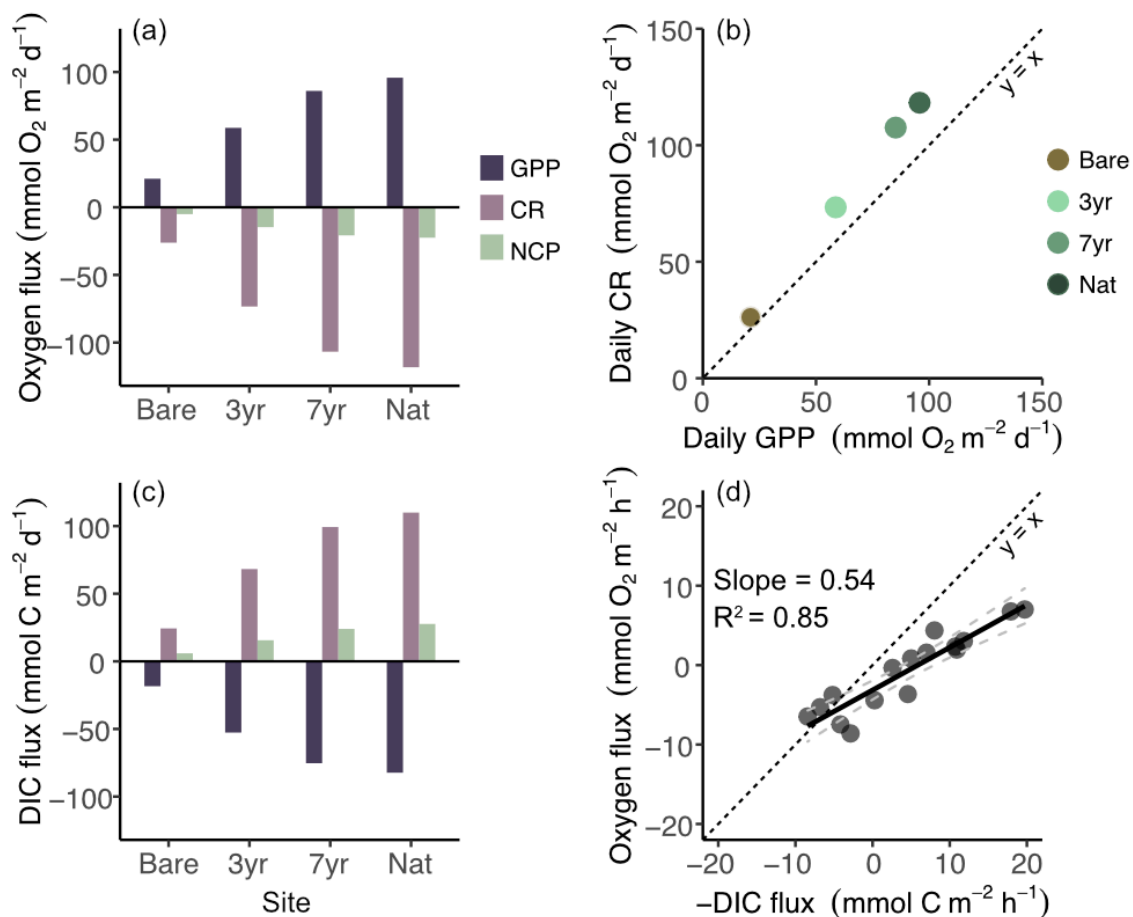 (a)
Oxygen flux (mmol O₂ m⁻² d⁻¹)
100
50
0
−50
−100
Bare 3yr 7yr Nat
GPP
CR
NCP
(b)
Daily CR (mmol O₂ m⁻² d⁻¹)
150
100
50
0
y = x
0 50 100 150
Daily GPP (mmol O₂ m⁻² d⁻¹)
Bare
3yr
7yr
Nat
(c)
DIC flux (mmol C m⁻² d⁻¹)
100
50
0
−50
−100
Bare 3yr 7yr Nat
Site
(d)
Oxygen flux (mmol O₂ m⁻² h⁻¹)
20
10
0
−10
−20
y = x
Slope = 0.54
R² = 0.85
−20 −10 0 10 20
−DIC flux (mmol C m⁻² h⁻¹)